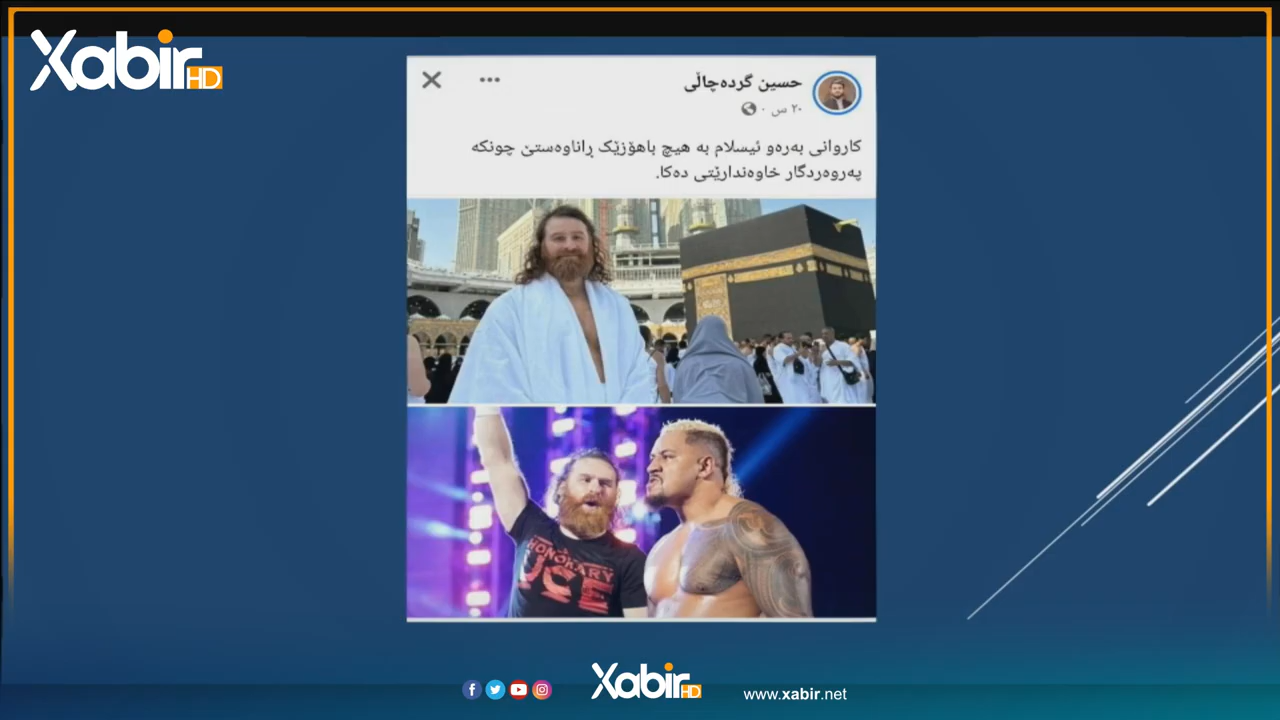 Xabir HD
حسین گردەچاڵی
٢٠ س ·
کاروانی بەرەو ئیسلام بە هیچ باهۆزێک ڕاناوەستێ چونکە
پەروەردگار خاوەندارێتی دەکا.
HONORARY
UCE
Xabir HD
www.xabir.net